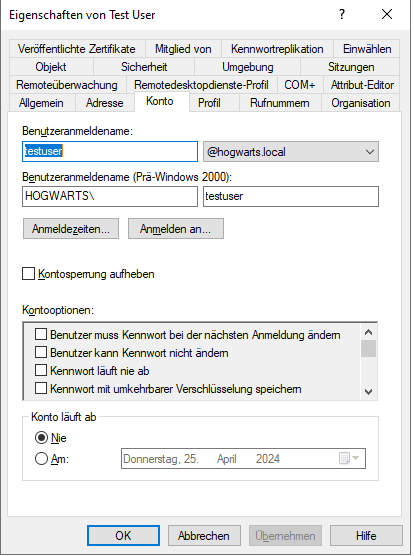 Eigenschaften von Test User
Veröffentlichte Zertifikate Mitglied von Kennwortreplikation Einwählen
Objekt Sicherheit Umgebung Sitzungen
Remoteüberwachung Remotedesktopdienste-Profil COM+ Attribut-Editor
Allgemein Adresse Konto Profil Rufnummern Organisation
Benutzeranmeldename:
testuser @hogwarts.local
Benutzeranmeldename (Prä-Windows 2000):
HOGWARTS\ testuser
Anmeldezeiten... Anmelden an...
Kontosperrung aufheben
Kontooptionen:
Benutzer muss Kennwort bei der nächsten Anmeldung ändern
Benutzer kann Kennwort nicht ändern
Kennwort läuft nie ab
Kennwort mit umkehrbarer Verschlüsselung speichern
Konto läuft ab
Nie
Am: Donnerstag, 25. April 2024
OK Abbrechen Übernehmen Hilfe